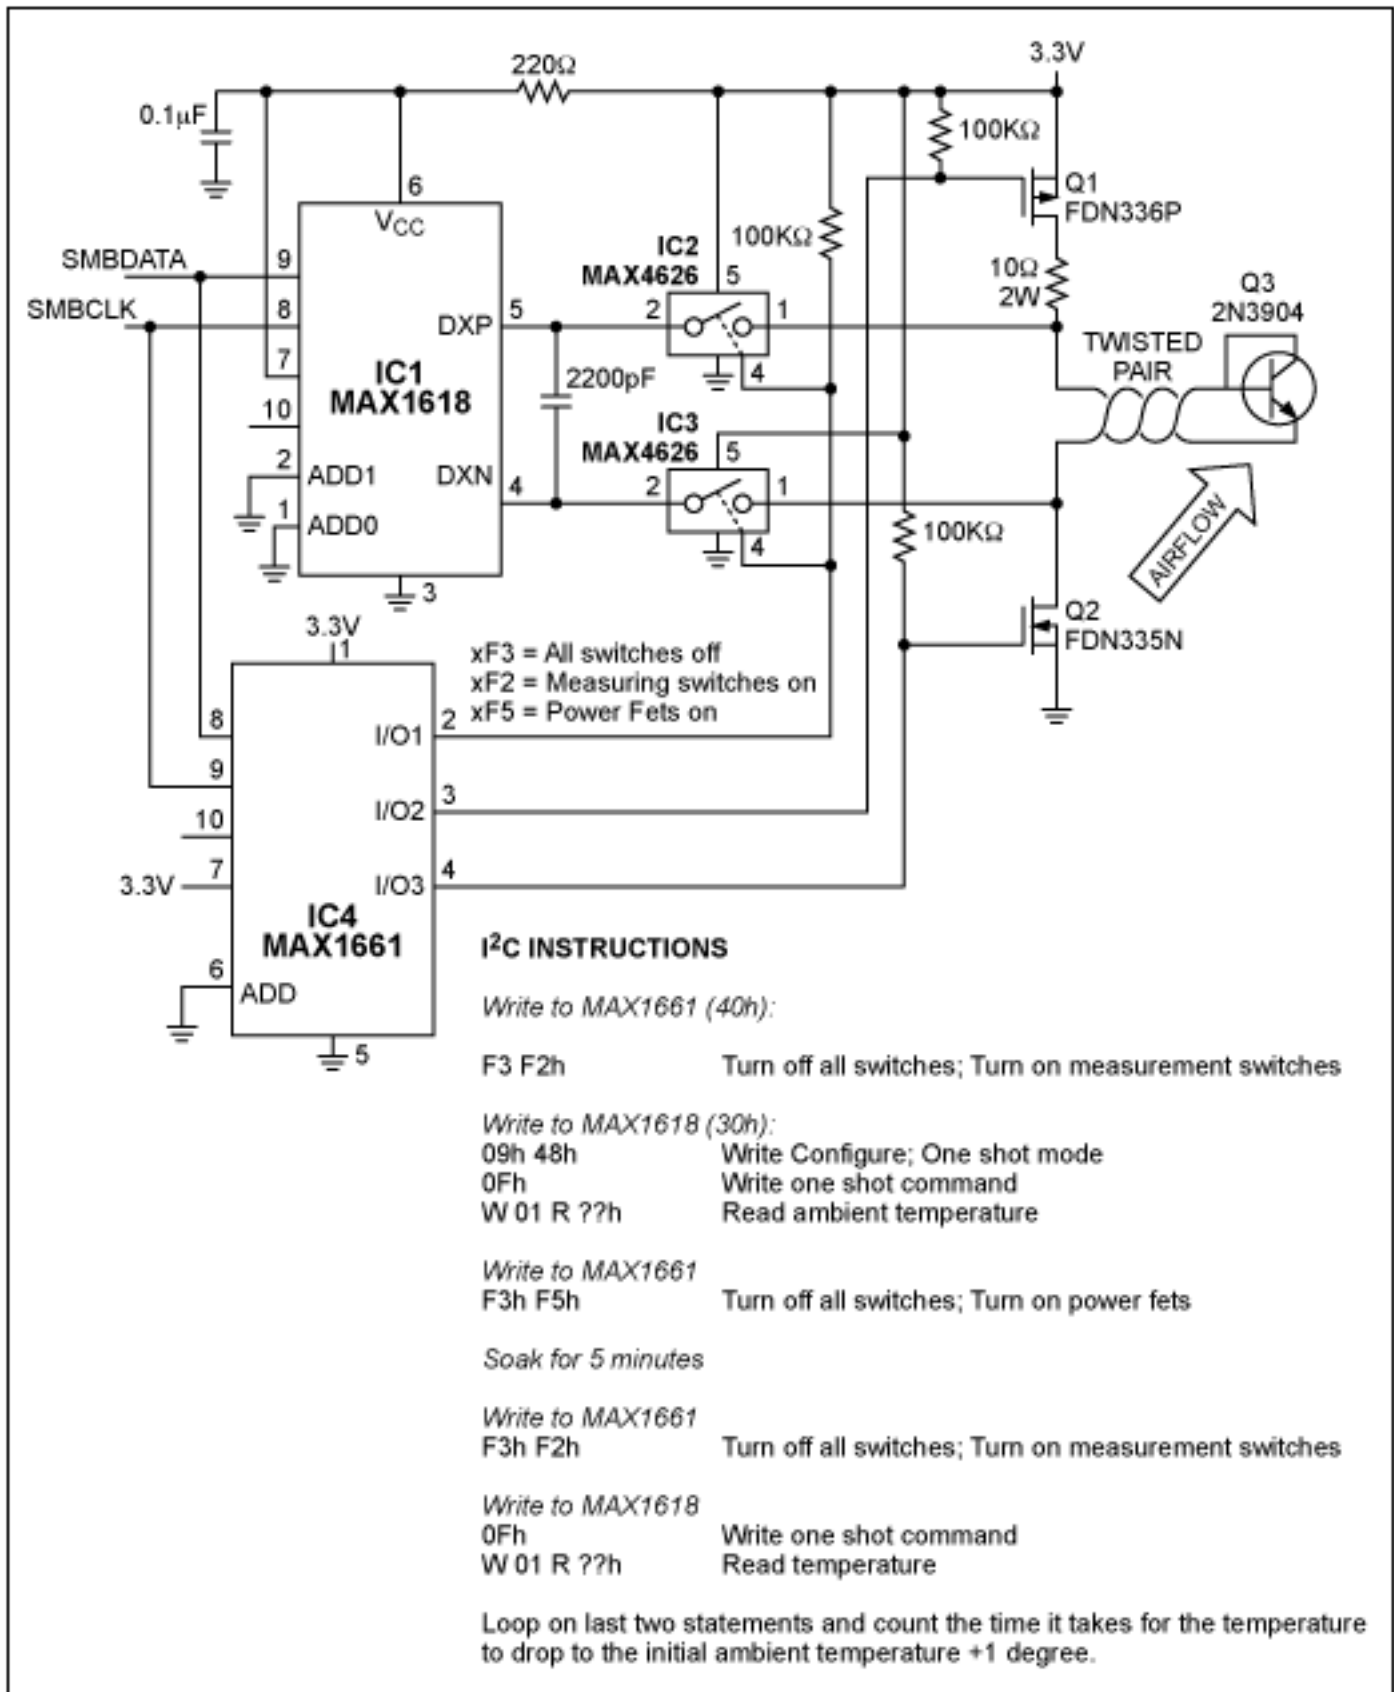 3.3V
220Ω
0.1µF
100KΩ
6
VCC
Q1
FDN336P
100KΩ
IC2
MAX4626
5
SMBDATA
9
10Ω
2W
Q3
2N3904
SMBCLK
8
DXP
5
2
1
TWISTED
PAIR
7
IC1
MAX1618
2200pF
4
10
IC3
MAX4626
5
2
ADD1
DXN
4
2
1
1
ADD0
4
100KΩ
AIRFLOW
3
Q2
FDN335N
3.3V
1
xF3 = All switches off
xF2 = Measuring switches on
xF5 = Power Fets on
8
I/O1
2
9
I/O2
3
10
7
3.3V
I/O3
4
IC4
MAX1661
6
ADD
5
I2C INSTRUCTIONS
Write to MAX1661 (40h):
F3 F2h Turn off all switches; Turn on measurement switches
Write to MAX1618 (30h):
09h 48h Write Configure; One shot mode
0Fh Write one shot command
W 01 R ??h Read ambient temperature
Write to MAX1661
F3h F5h Turn off all switches; Turn on power fets
Soak for 5 minutes
Write to MAX1661
F3h F2h Turn off all switches; Turn on measurement switches
Write to MAX1618
0Fh Write one shot command
W 01 R ??h Read temperature
Loop on last two statements and count the time it takes for the temperature
to drop to the initial ambient temperature +1 degree.